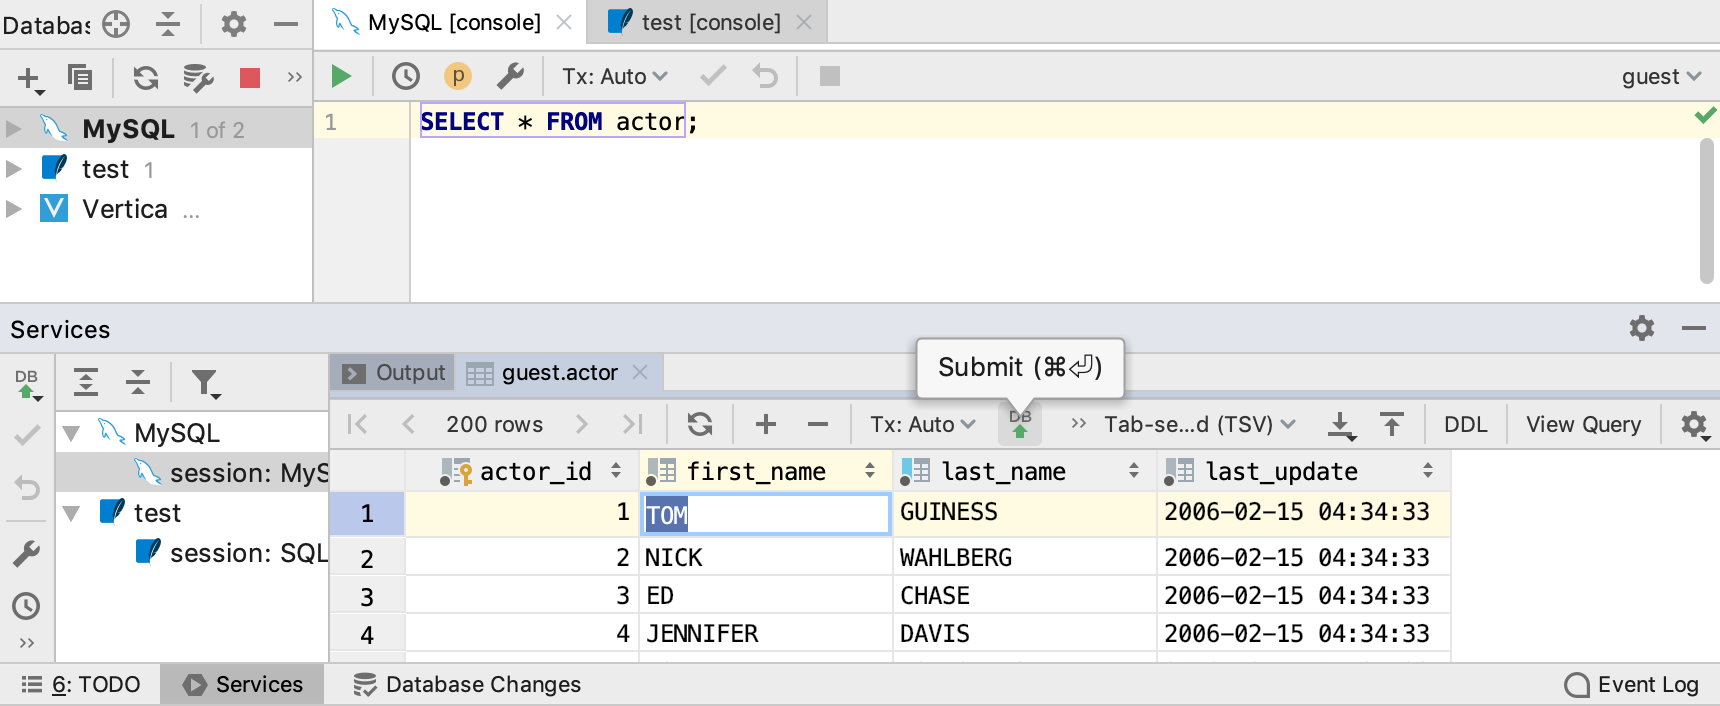 Databas
MySQL [console]
test [console]
p
Tx: Auto
guest
MySQL 1 of 2
1 SELECT * FROM actor;
test 1
Vertica ...
Services
Submit (⌘⏎)
DB
Output
guest.actor
200 rows
Tx: Auto
DB
Tab-se...d (TSV)
DDL
View Query
MySQL
session: MyS
test
session: SQL
actor_id first_name last_name last_update
1 1 TOM GUINESS 2006-02-15 04:34:33
2 2 NICK WAHLBERG 2006-02-15 04:34:33
3 3 ED CHASE 2006-02-15 04:34:33
4 4 JENNIFER DAVIS 2006-02-15 04:34:33
6: TODO
Services
Database Changes
Event Log